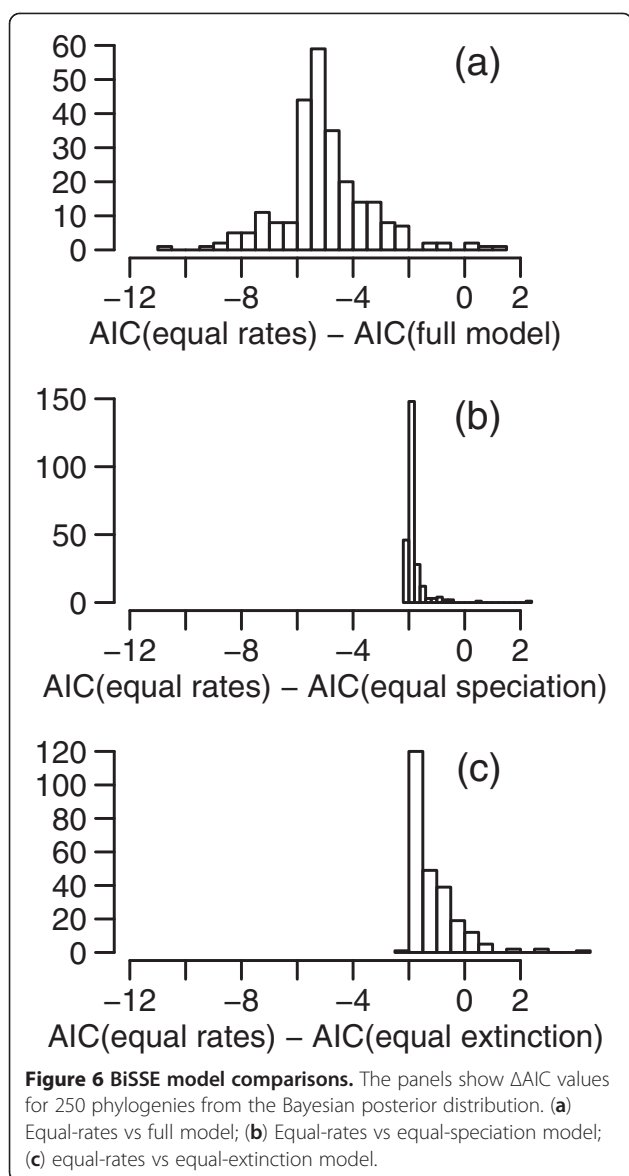 (a)
60
50
40
30
20
10
0
−12 −8 −4 0 2
AIC(equal rates) − AIC(full model)
(b)
150
100
50
0
−12 −8 −4 0 2
AIC(equal rates) − AIC(equal speciation)
(c)
120
100
80
60
40
20
0
−12 −8 −4 0 2
AIC(equal rates) − AIC(equal extinction)
Figure 6 BiSSE model comparisons. The panels show ΔAIC values
for 250 phylogenies from the Bayesian posterior distribution. (a)
Equal-rates vs full model; (b) Equal-rates vs equal-speciation model;
(c) equal-rates vs equal-extinction model.